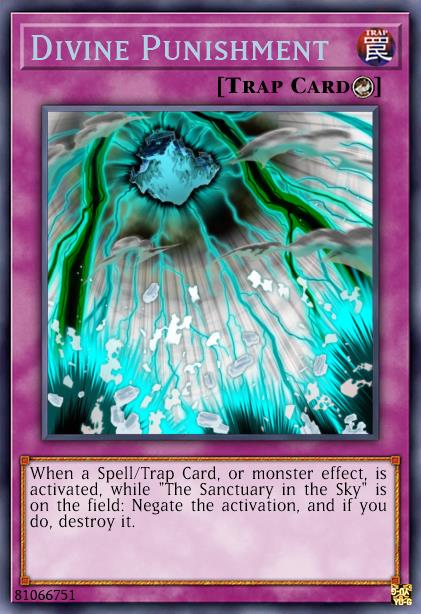 DIVINE PUNISHMENT
TRAP
罠
[TRAP CARD]
When a Spell/Trap Card, or monster effect, is
activated, while "The Sanctuary in the Sky" is
on the field: Negate the activation, and if you
do, destroy it.
81066751